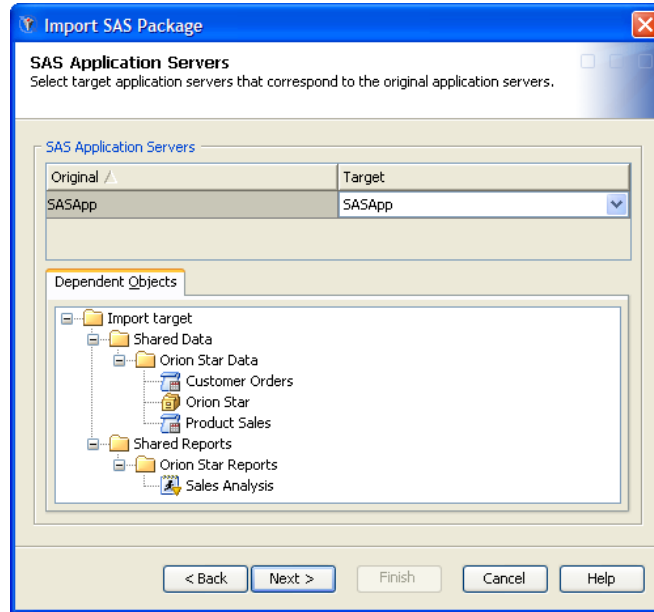 Import SAS Package
SAS Application Servers
Select target application servers that correspond to the original application servers.
SAS Application Servers
Original Target
SASApp SASApp
Dependent Objects
Import target
Shared Data
Orion Star Data
Customer Orders
Orion Star
Product Sales
Shared Reports
Orion Star Reports
Sales Analysis
< Back Next > Finish Cancel Help